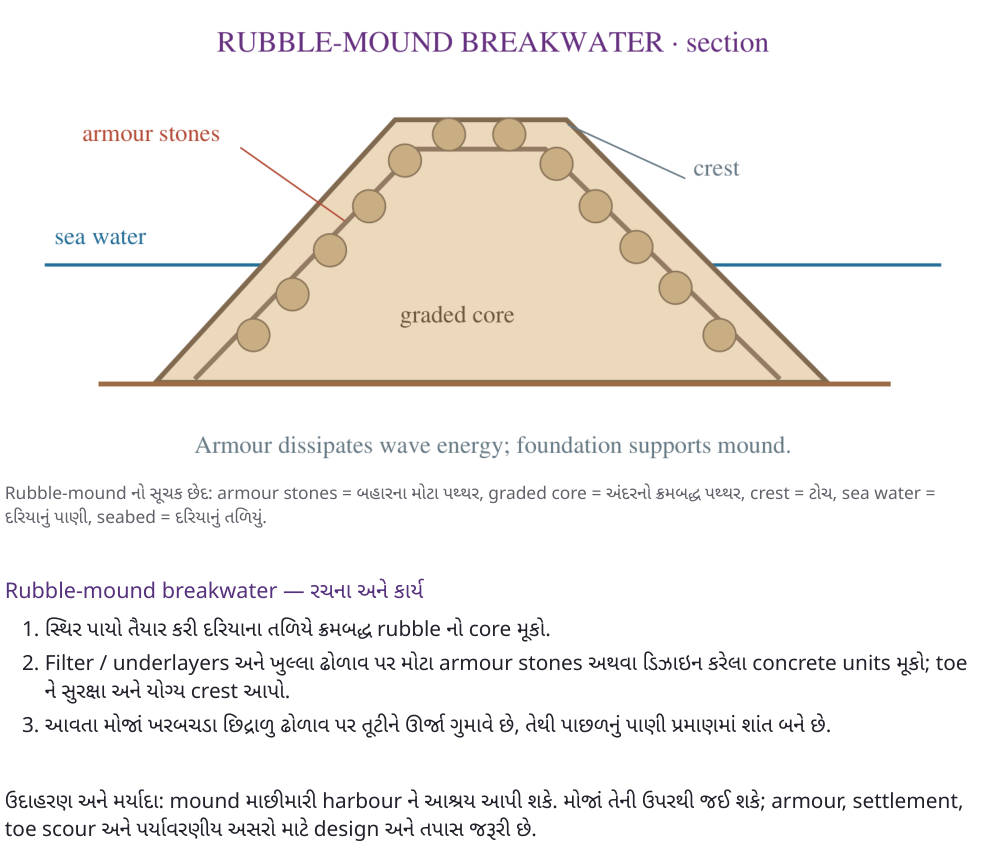 RUBBLE-MOUND BREAKWATER · section
armour stones
crest
sea water
graded core
Armour dissipates wave energy; foundation supports mound.
Rubble-mound નો સૂચક છેદ: armour stones = બહારના મોટા પથ્થર, graded core = અંદરનો ક્રમબદ્ધ પથ્થર, crest = ટોચ, sea water =
દરિયાનું પાણી, seabed = દરિયાનું તળિયું.
Rubble-mound breakwater — રચના અને કાર્ય
1. સ્થિર પાયો તૈયાર કરી દરિયાના તળિયે ક્રમબદ્ધ rubble નો core મૂકો.
2. Filter / underlayers અને ખુલ્લા ઢોળાવ પર મોટા armour stones અથવા ડિઝાઇન કરેલા concrete units મૂકો; toe
ને સુરક્ષા અને યોગ્ય crest આપો.
3. આવતા મોજાં ખરબચડા છિદ્રાળુ ઢોળાવ પર તૂટીને ઊર્જા ગુમાવે છે, તેથી પાછળનું પાણી પ્રમાણમાં શાંત બને છે.
ઉદાહરણ અને મર્યાદા: mound માછીમારી harbour ને આશ્રય આપી શકે. મોજાં તેની ઉપરથી જઈ શકે; armour, settlement,
toe scour અને પર્યાવરણીય અસરો માટે design અને તપાસ જરૂરી છે.